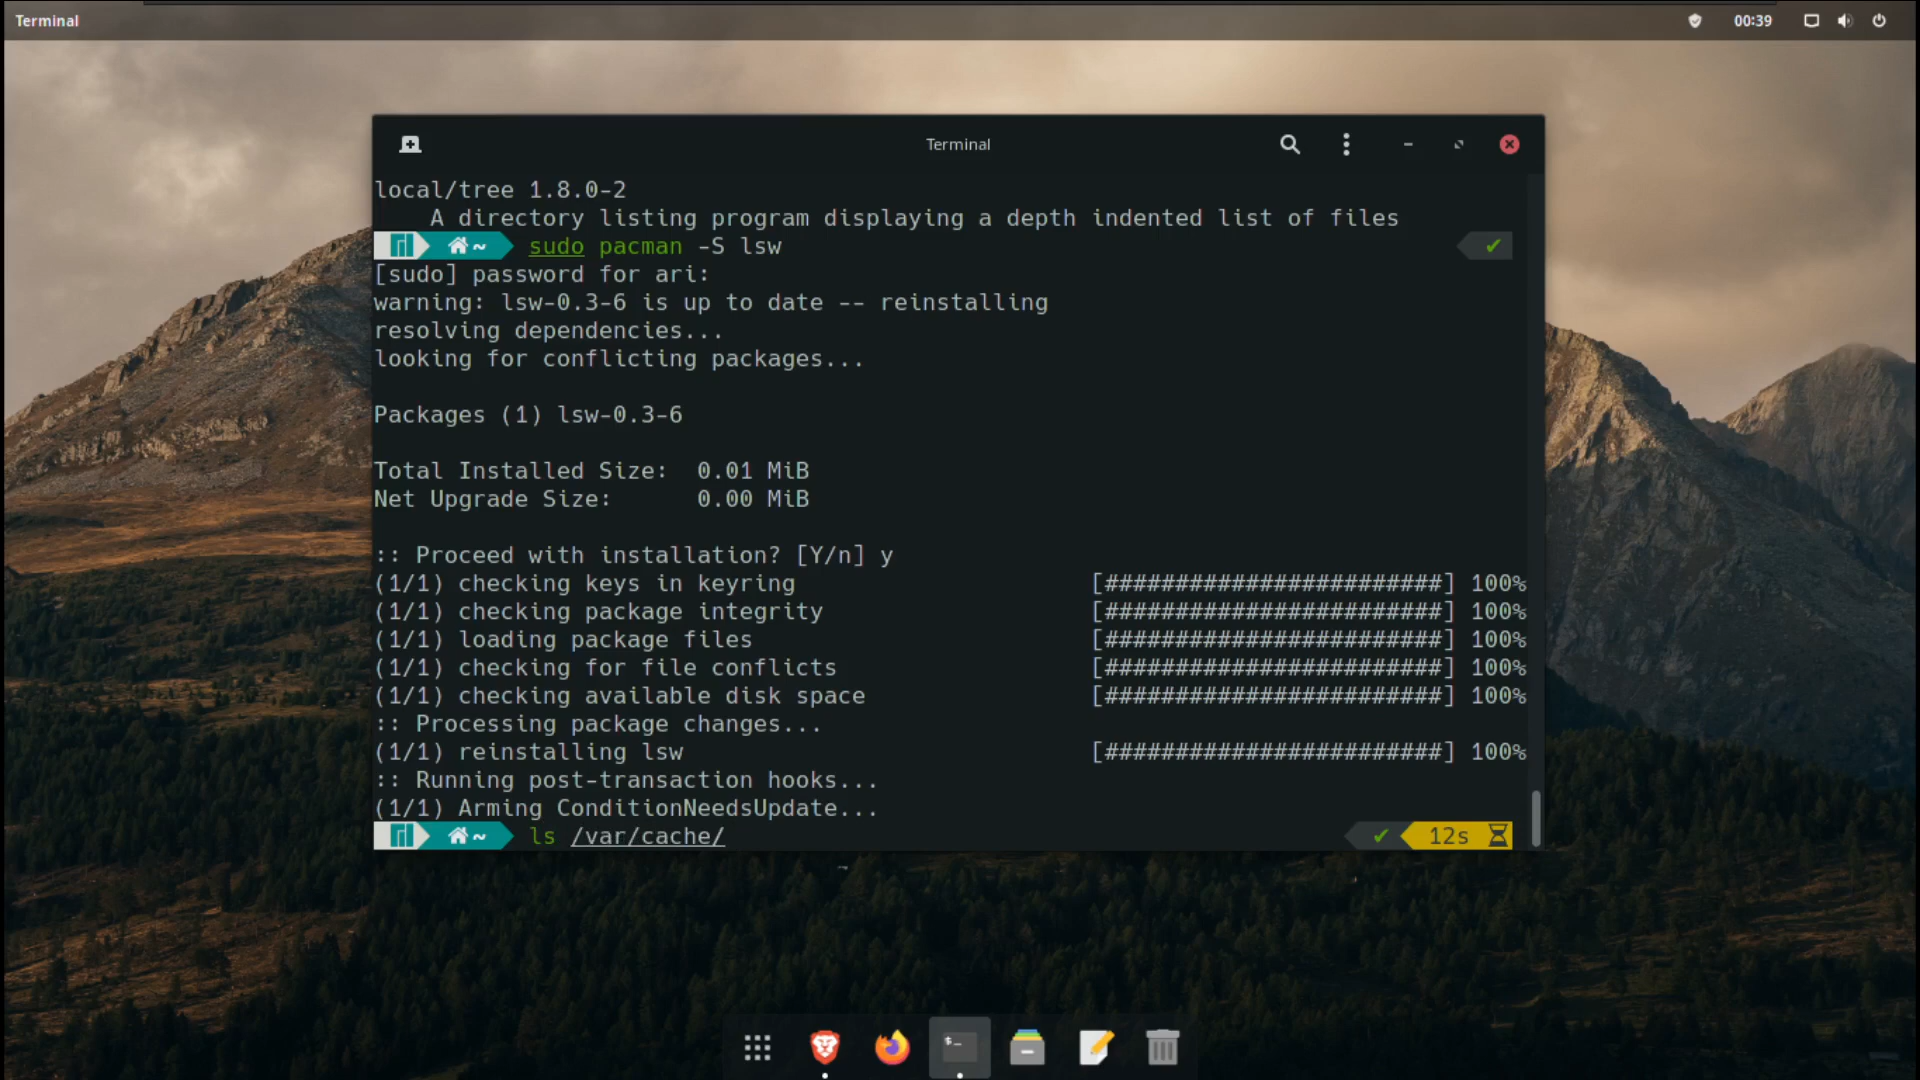 Terminal
00:39
Terminal
local/tree 1.8.0-2
    A directory listing program displaying a depth indented list of files
~ sudo pacman -S lsw ✔
[sudo] password for ari:
warning: lsw-0.3-6 is up to date -- reinstalling
resolving dependencies...
looking for conflicting packages...
Packages (1) lsw-0.3-6
Total Installed Size:  0.01 MiB
Net Upgrade Size:      0.00 MiB
:: Proceed with installation? [Y/n] y
(1/1) checking keys in keyring [########################] 100%
(1/1) checking package integrity [########################] 100%
(1/1) loading package files [########################] 100%
(1/1) checking for file conflicts [########################] 100%
(1/1) checking available disk space [########################] 100%
:: Processing package changes...
(1/1) reinstalling lsw [########################] 100%
:: Running post-transaction hooks...
(1/1) Arming ConditionNeedsUpdate...
~ ls /var/cache/ ✔ 12s